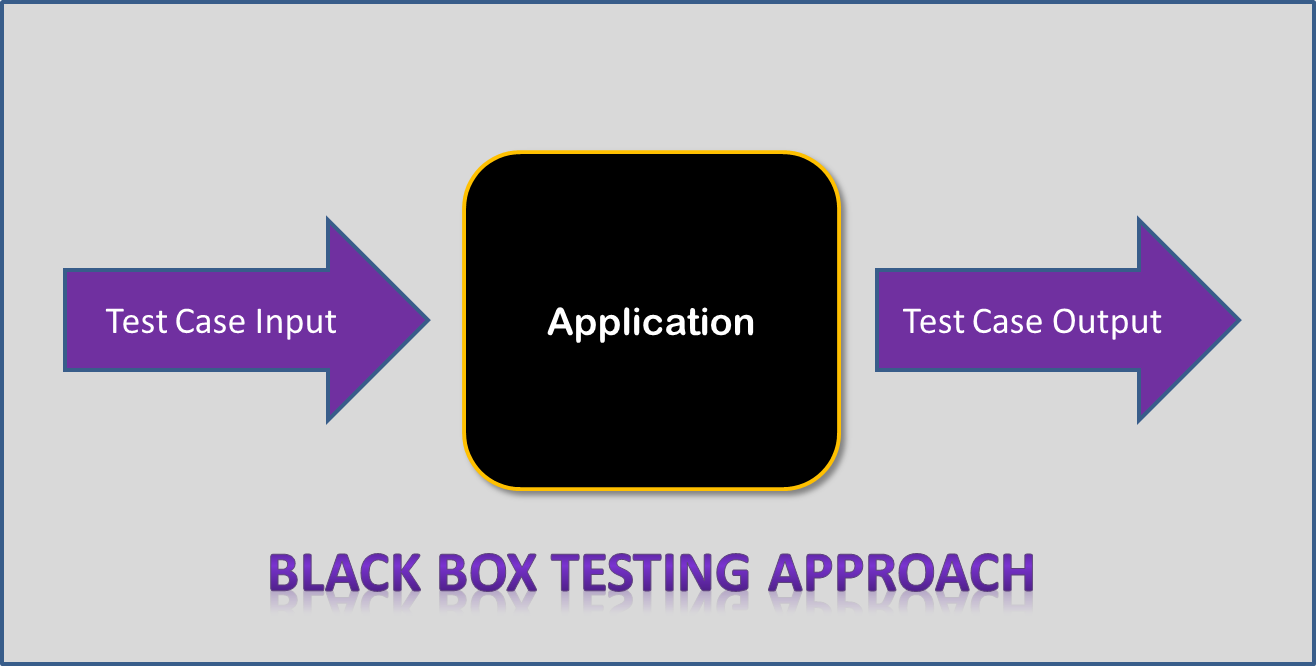 Test Case Input
Application
Test Case Output
BLACK BOX TESTING APPROACH